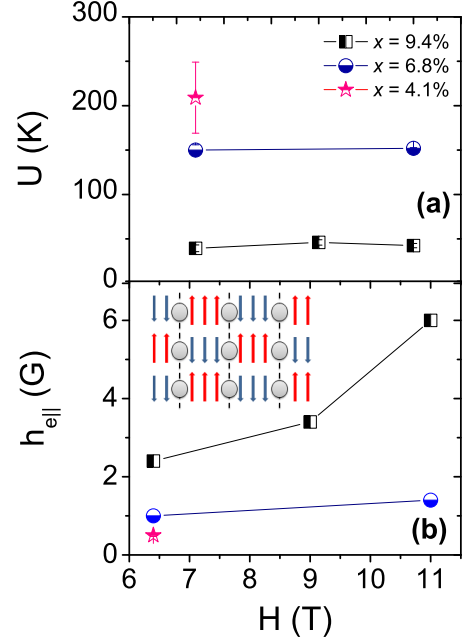 300
x = 9.4%
x = 6.8%
x = 4.1%
200
U (K)
100
(a)
0
6
4
h_e|| (G)
2
(b)
0
6 7 8 9 10 11
H (T)